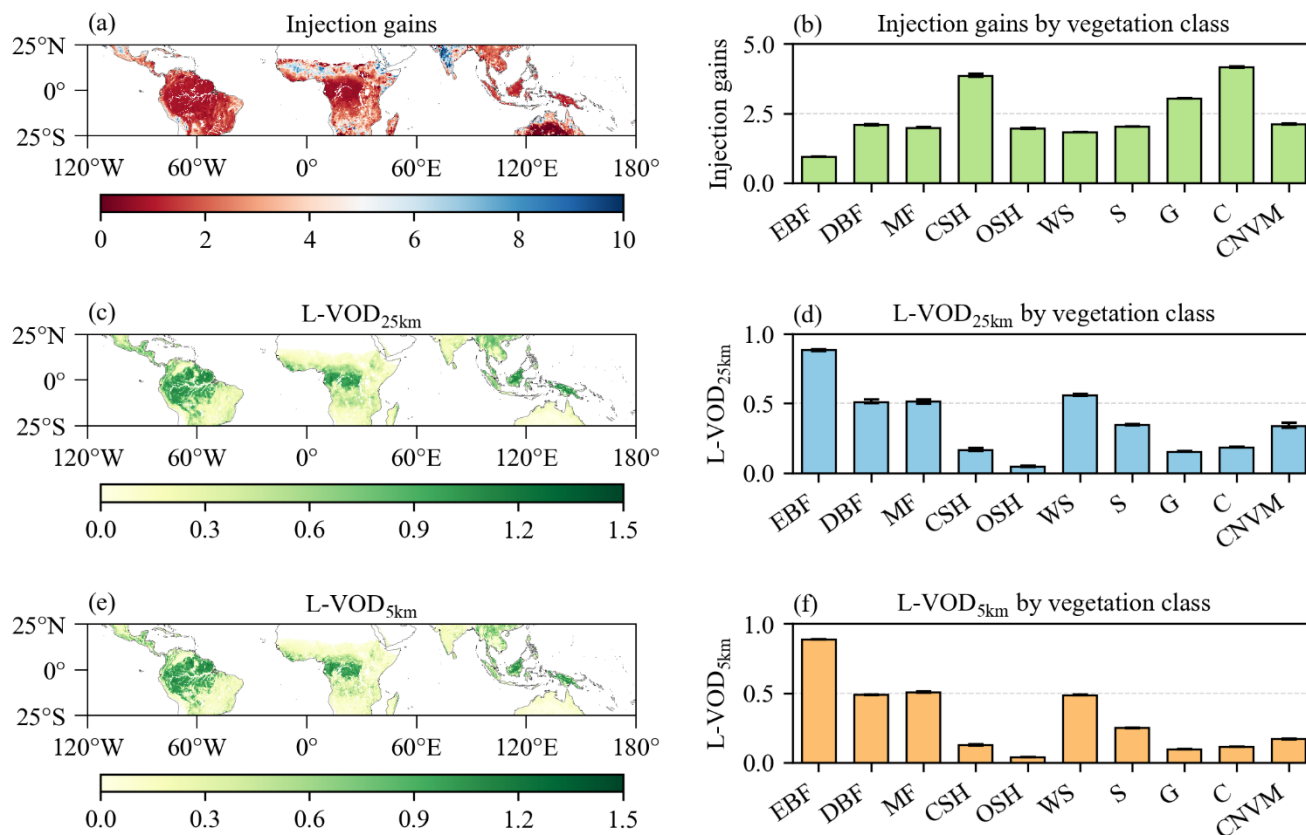 (a) Injection gains
25°N
0°
25°S
120°W 60°W 0° 60°E 120°E 180°
0 2 4 6 8 10
(b) Injection gains by vegetation class
Injection gains
5.0
2.5
0.0
EBF DBF MF CSH OSH WS S G C CNVM
(c) L-VOD25km
25°N
0°
25°S
120°W 60°W 0° 60°E 120°E 180°
0.0 0.3 0.6 0.9 1.2 1.5
(d) L-VOD25km by vegetation class
L-VOD25km
1.0
0.5
0.0
EBF DBF MF CSH OSH WS S G C CNVM
(e) L-VOD5km
25°N
0°
25°S
120°W 60°W 0° 60°E 120°E 180°
0.0 0.3 0.6 0.9 1.2 1.5
(f) L-VOD5km by vegetation class
L-VOD5km
1.0
0.5
0.0
EBF DBF MF CSH OSH WS S G C CNVM